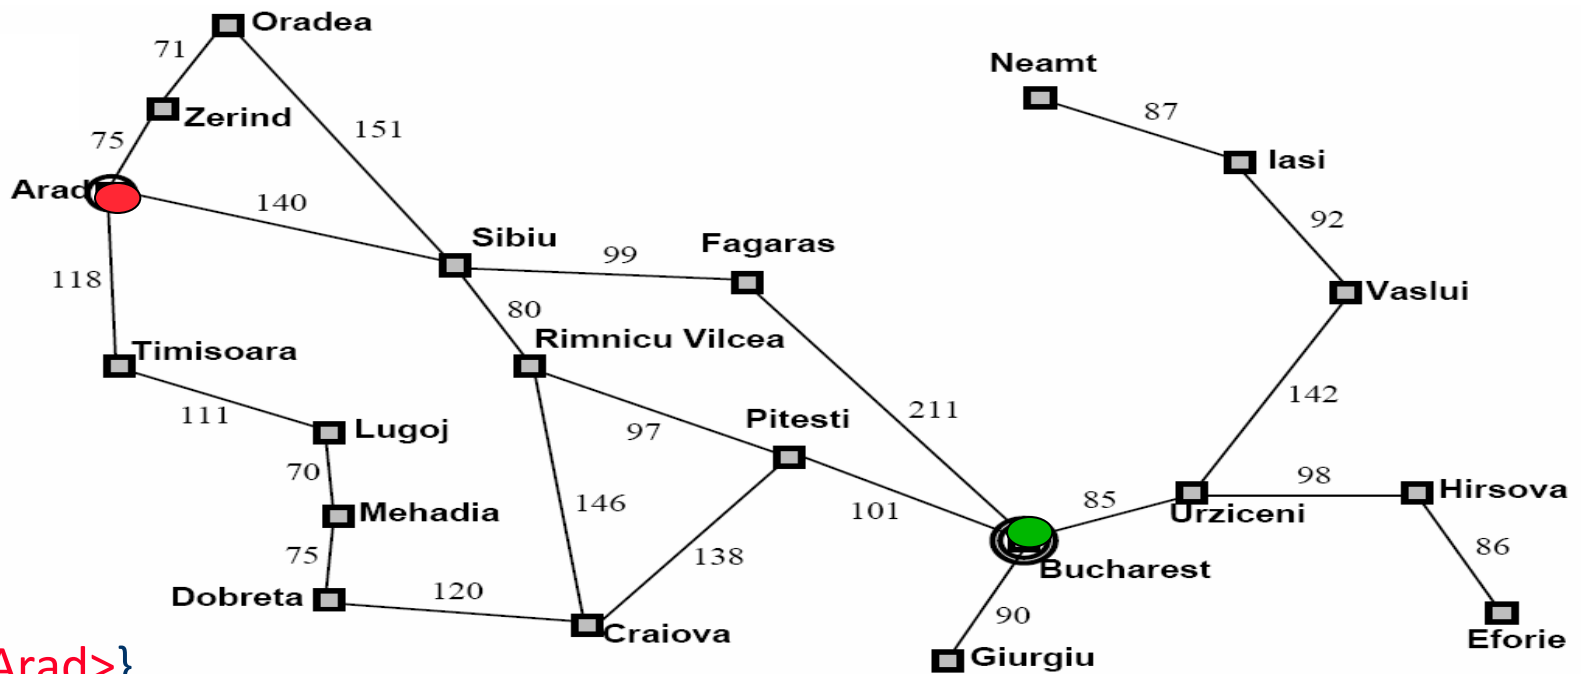 Oradea
71
Neamt
87
Zerind
151
75
Iasi
Arad
140
92
Sibiu
Fagaras
99
118
Vaslui
80
Rimnicu Vilcea
Timisoara
142
111
211
Pitesti
Lugoj
97
70
98
Hirsova
146
101
85
Urziceni
Mehadia
86
75
138
Bucharest
120
Dobreta
90
Craiova
Eforie
Giurgiu
Arad>}